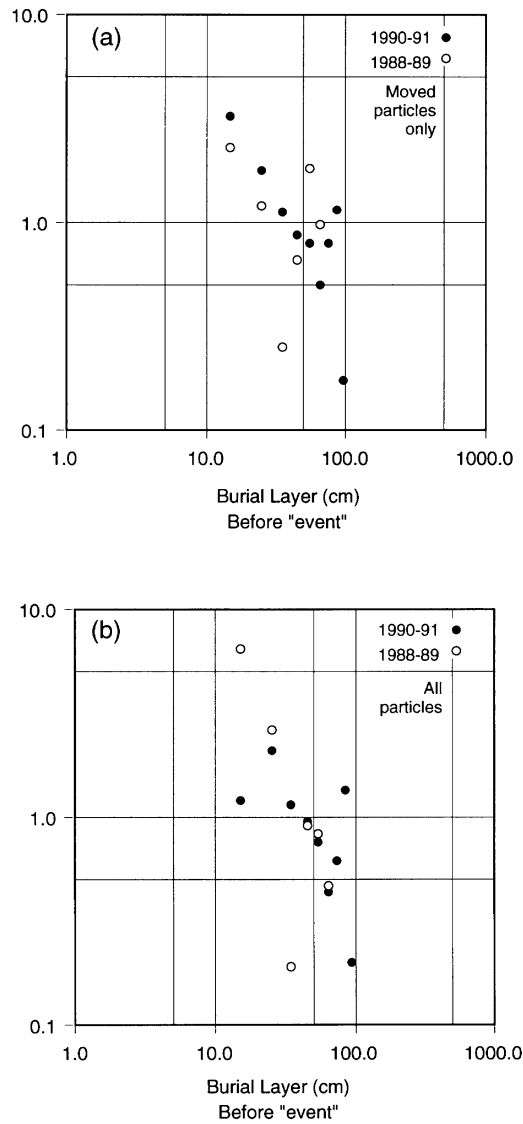 10.0
(a)
1990-91
1988-89
Moved
particles
only
1.0
0.1
1.0 10.0 100.0 1000.0
Burial Layer (cm)
Before "event"
10.0
(b)
1990-91
1988-89
All
particles
1.0
0.1
1.0 10.0 100.0 1000.0
Burial Layer (cm)
Before "event"